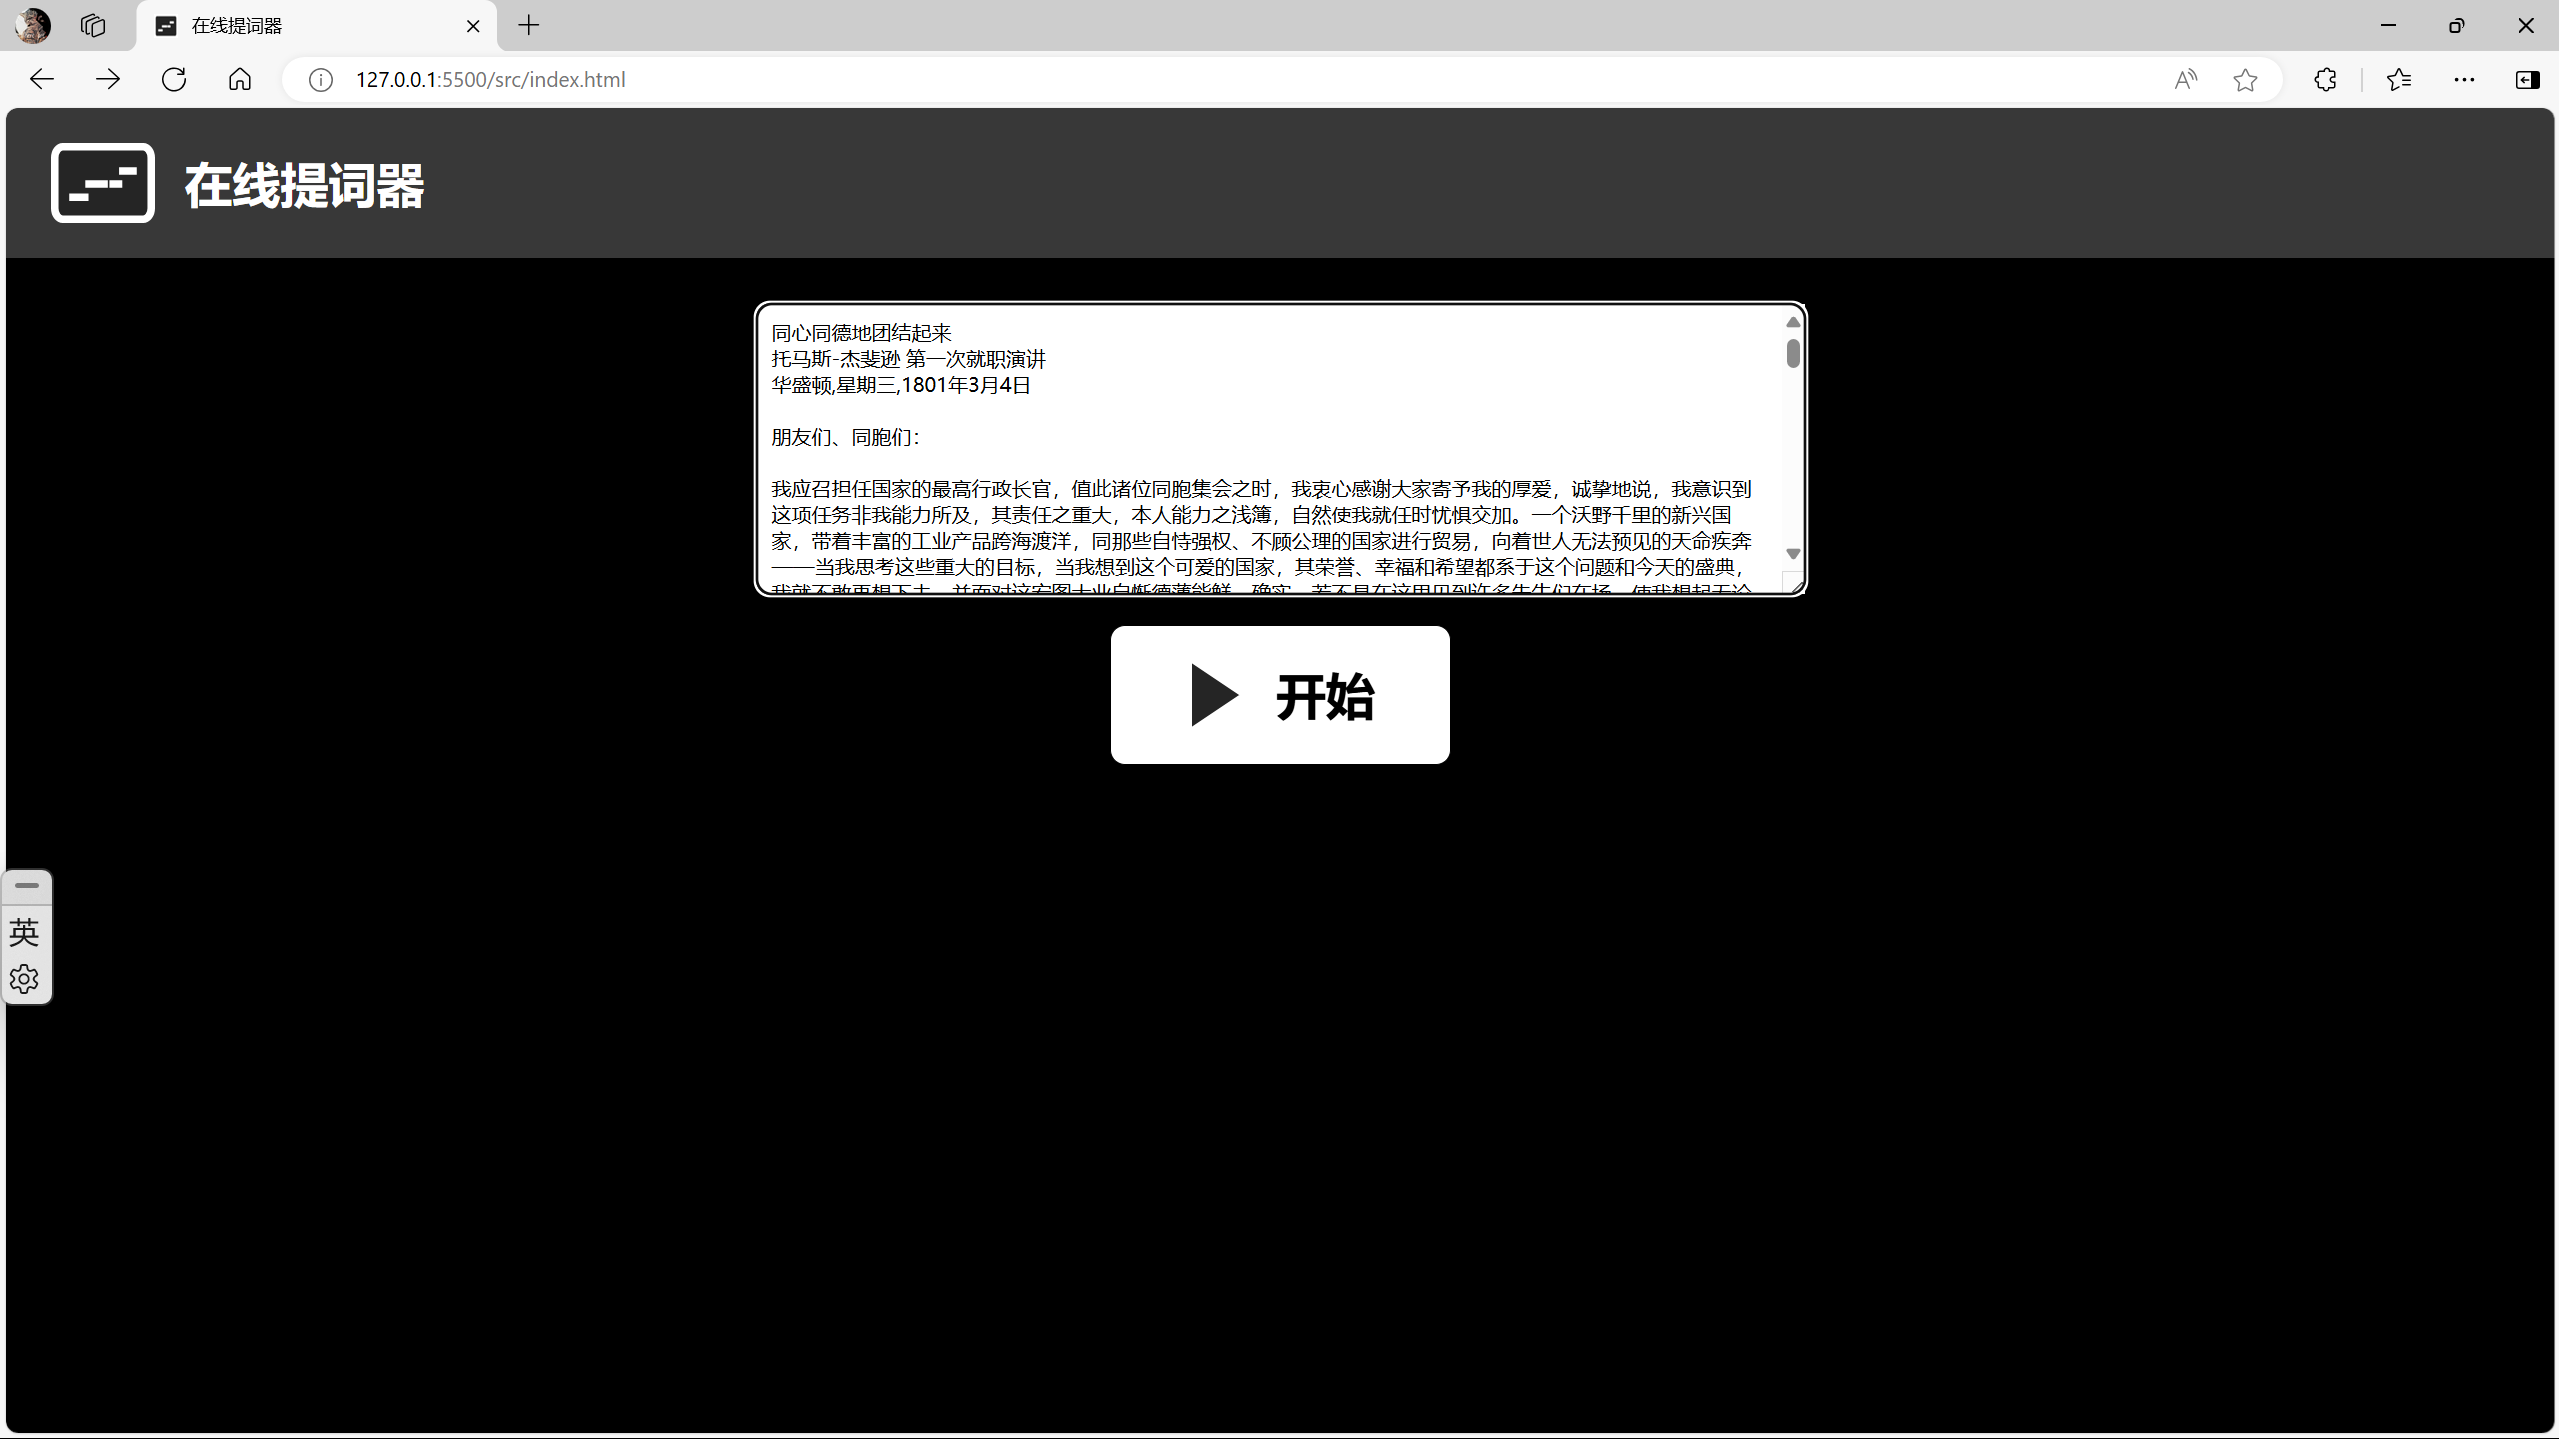 在线提词器
127.0.0.1:5500/src/index.html
在线提词器
同心同德地团结起来
托马斯-杰斐逊 第一次就职演讲
华盛顿,星期三,1801年3月4日
朋友们、同胞们：
我应召担任国家的最高行政长官，值此诸位同胞集会之时，我衷心感谢大家寄予我的厚爱，诚挚地说，我意识到
这项任务非我能力所及，其责任之重大，本人能力之浅簿，自然使我就任时忧惧交加。一个沃野千里的新兴国
家，带着丰富的工业产品跨海渡洋，同那些自恃强权、不顾公理的国家进行贸易，向着世人无法预见的天命疾奔
——当我思考这些重大的目标，当我想到这个可爱的国家，其荣誉、幸福和希望都系于这个问题和今天的盛典，
开始
英